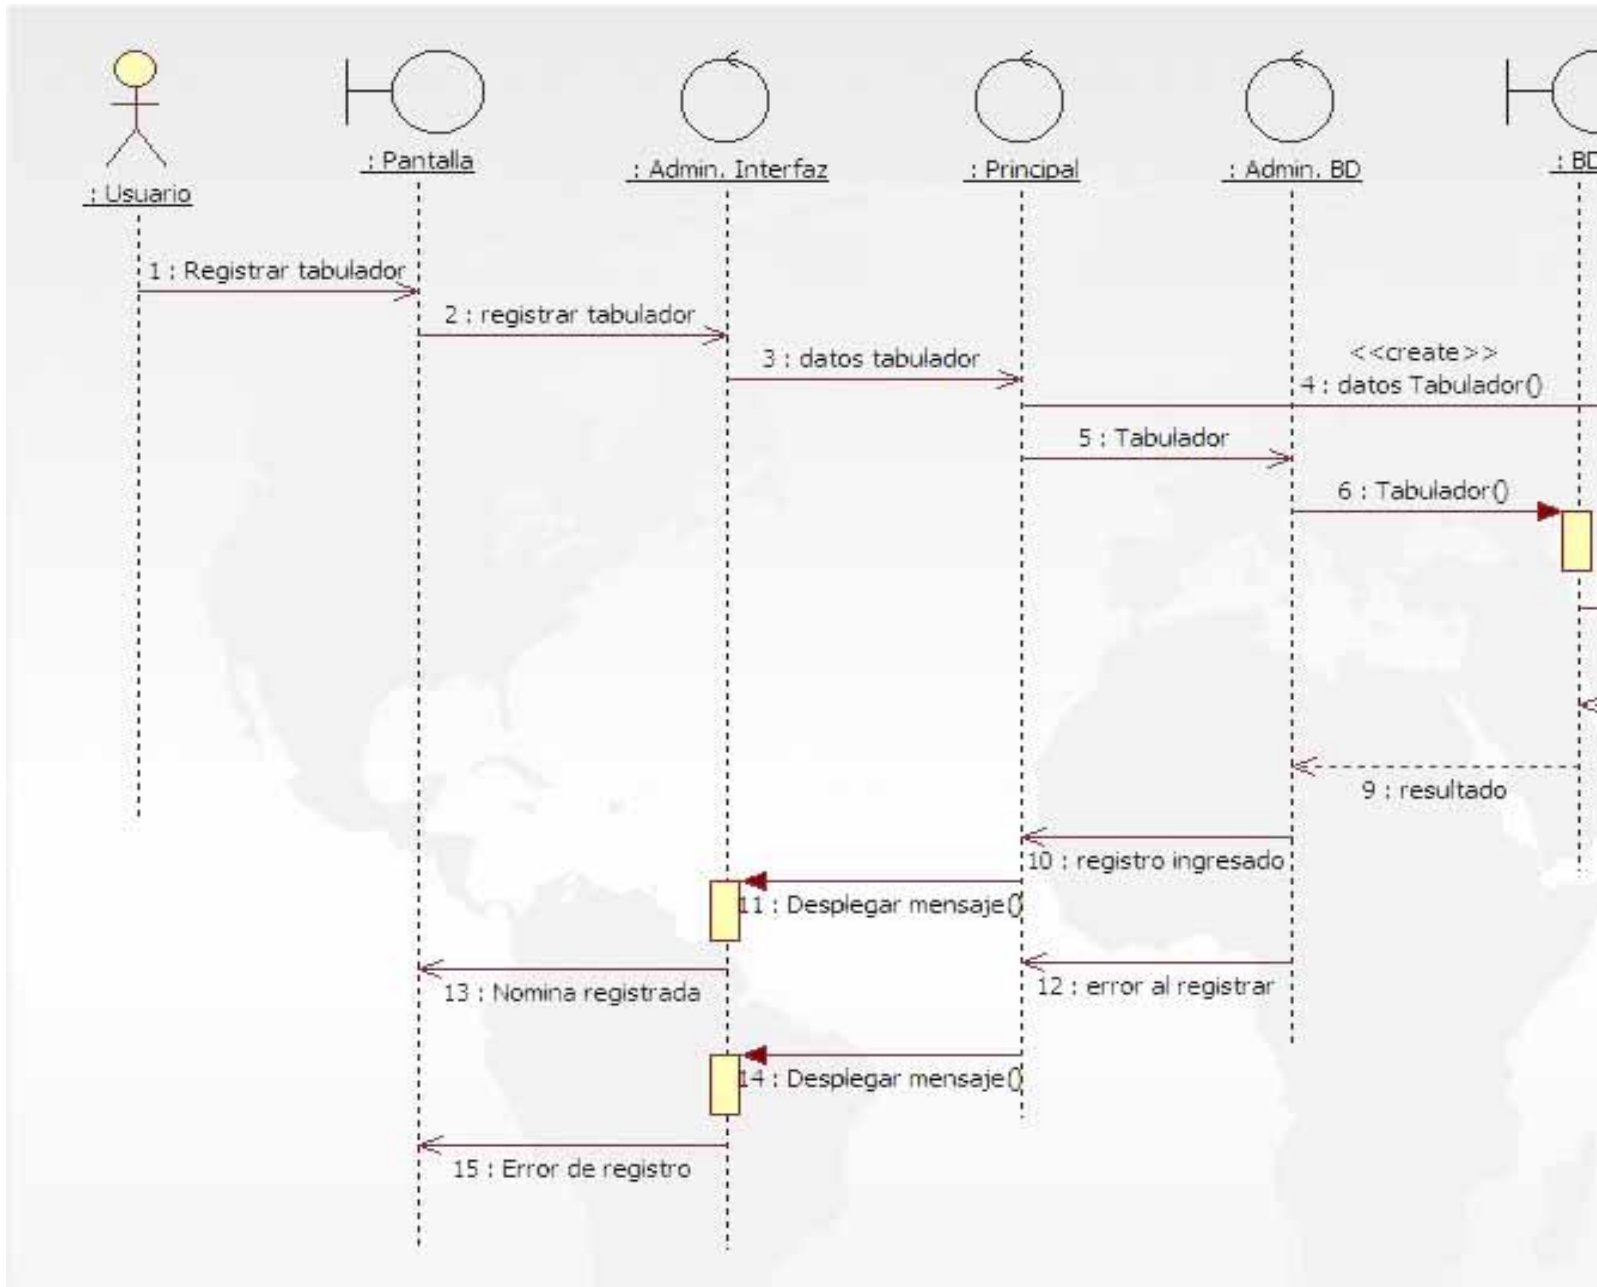 : Usuario
: Pantalla
: Admin. Interfaz
: Principal
: Admin. BD
: BD
1 : Registrar tabulador
2 : registrar tabulador
3 : datos tabulador
<<create>>
4 : datos Tabulador()
5 : Tabulador
6 : Tabulador()
9 : resultado
10 : registro ingresado
11 : Desplegar mensaje()
12 : error al registrar
13 : Nomina registrada
14 : Desplegar mensaje()
15 : Error de registro